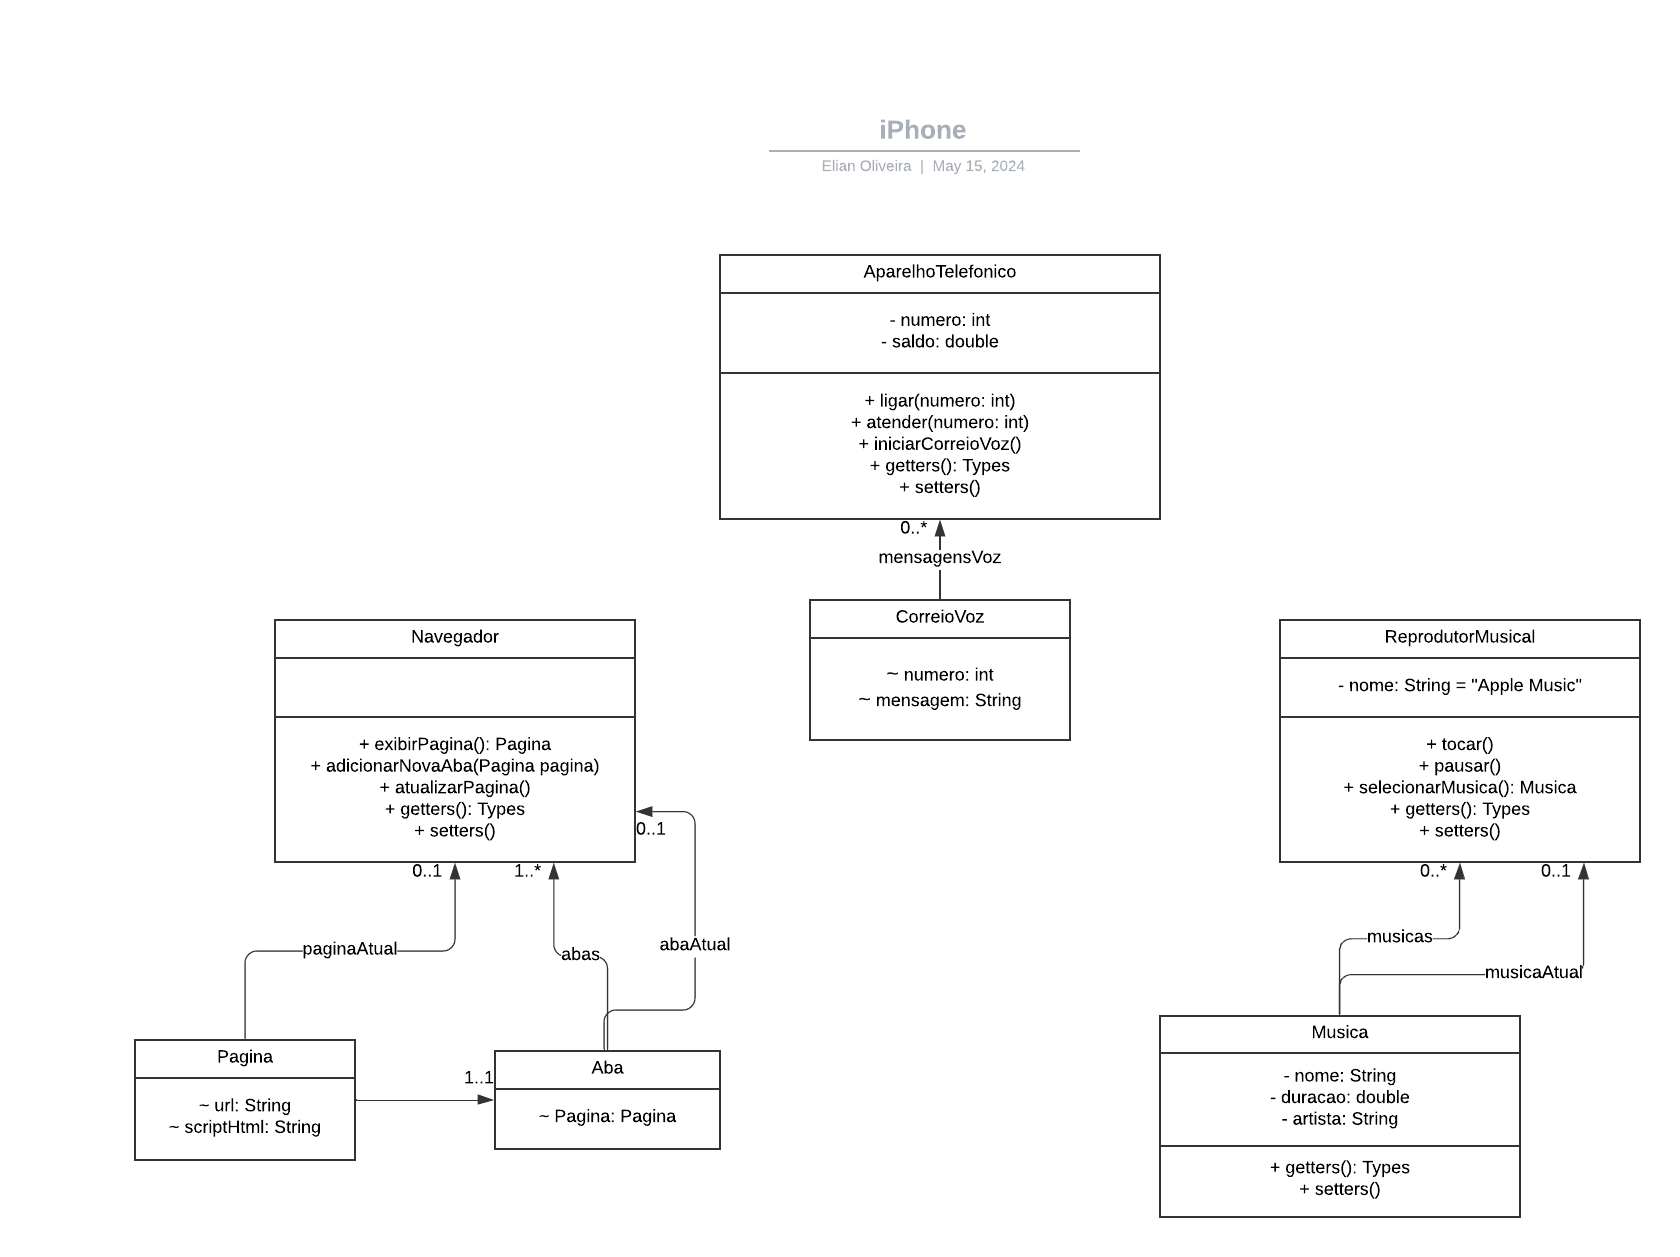 iPhone
Elian Oliveira | May 15, 2024
AparelhoTelefonico
- numero: int
- saldo: double
+ ligar(numero: int)
+ atender(numero: int)
+ iniciarCorreioVoz()
+ getters(): Types
+ setters()
0..*
mensagensVoz
CorreioVoz
~ numero: int
~ mensagem: String
Navegador
+ exibirPagina(): Pagina
+ adicionarNovaAba(Pagina pagina)
+ atualizarPagina()
+ getters(): Types
+ setters()
0..1
0..1
1..*
paginaAtual
abas
abaAtual
Pagina
~ url: String
~ scriptHtml: String
1..1
Aba
~ Pagina: Pagina
ReprodutorMusical
- nome: String = "Apple Music"
+ tocar()
+ pausar()
+ selecionarMusica(): Musica
+ getters(): Types
+ setters()
0..*
0..1
musicas
musicaAtual
Musica
- nome: String
- duracao: double
- artista: String
+ getters(): Types
+ setters()